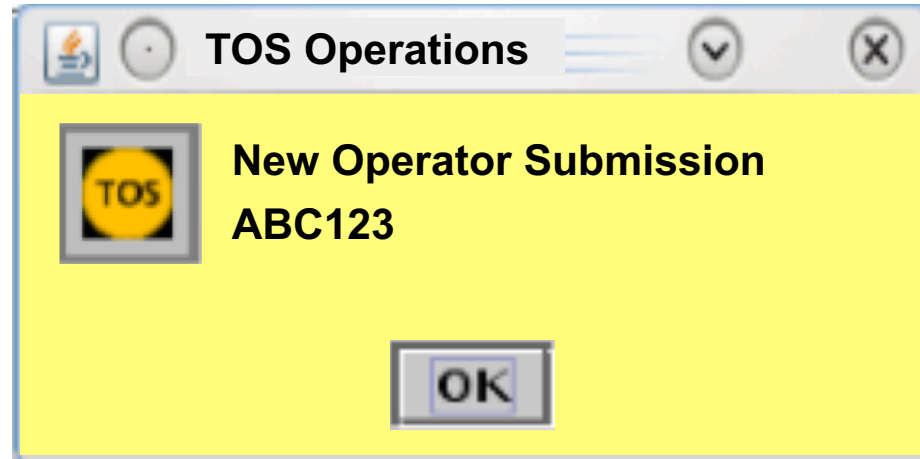 TOS Operations
TOS
New Operator Submission
ABC123
OK